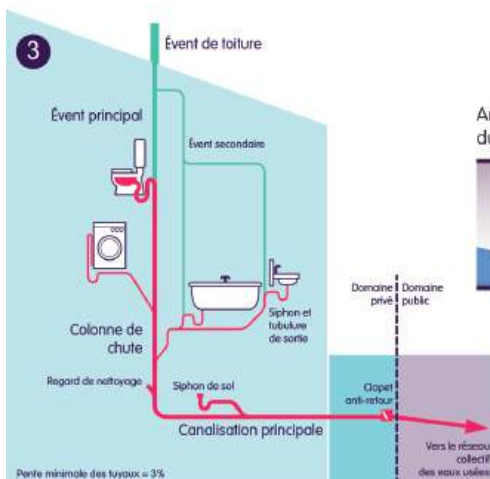 3
Évent de toiture
Évent principal
Évent secondaire
Domaine
privé
Domaine
public
Siphon et
tubulure
de sortie
Colonne de
chute
Regard de nettoyage
Siphon de sol
Clapet
anti-retour
Canalisation principale
Vers le réseau
collectif
des eaux usées
Pente minimale des tuyaux = 3%